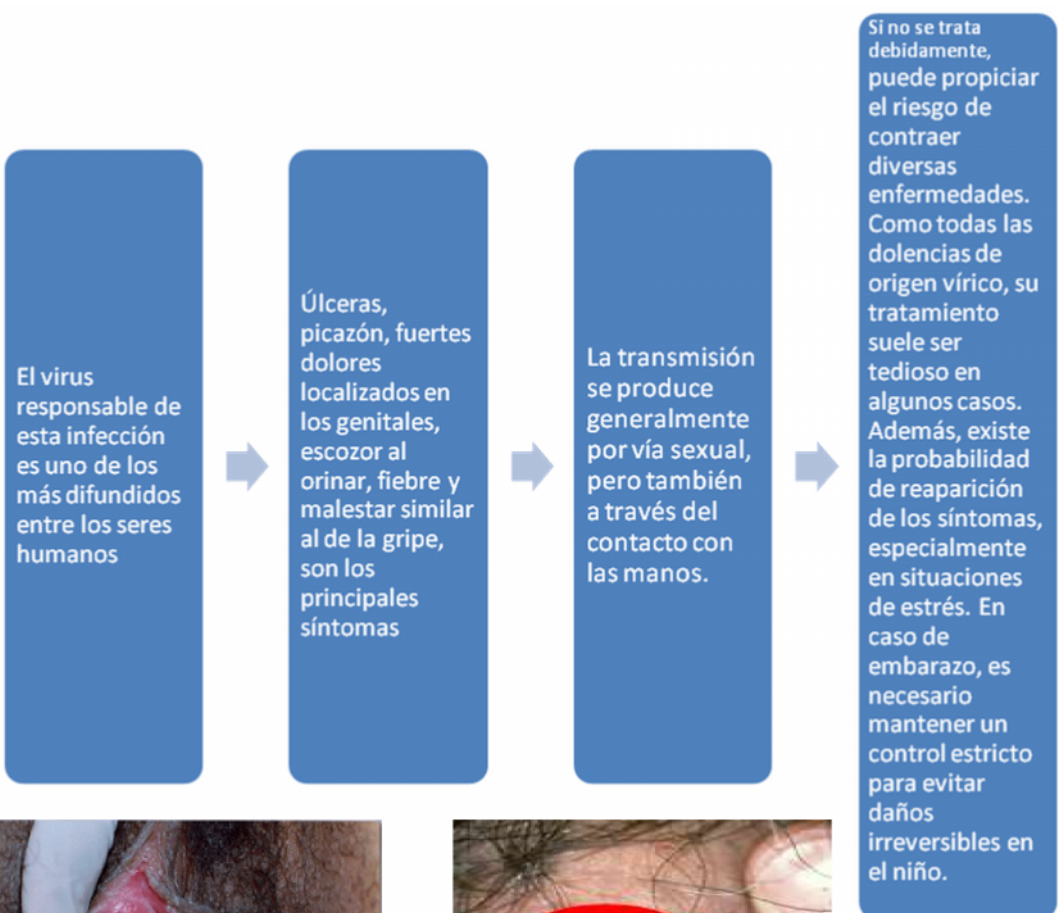 El virus
responsable de
esta infección
es uno de los
más difundidos
entre los seres
humanos
Úlceras,
picazón, fuertes
dolores
localizados en
los genitales,
escozor al
orinar, fiebre y
malestar similar
al de la gripe,
son los
principales
síntomas
La transmisión
se produce
generalmente
por vía sexual,
pero también
a través del
contacto con
las manos.
Si no se trata
debidamente,
puede propiciar
el riesgo de
contraer
diversas
enfermedades.
Como todas las
dolencias de
origen vírico, su
tratamiento
suele ser
tedioso en
algunos casos.
Además, existe
la probabilidad
de reaparición
de los síntomas,
especialmente
en situaciones
de estrés. En
caso de
embarazo, es
necesario
mantener un
control estricto
para evitar
daños
irreversibles en
el niño.